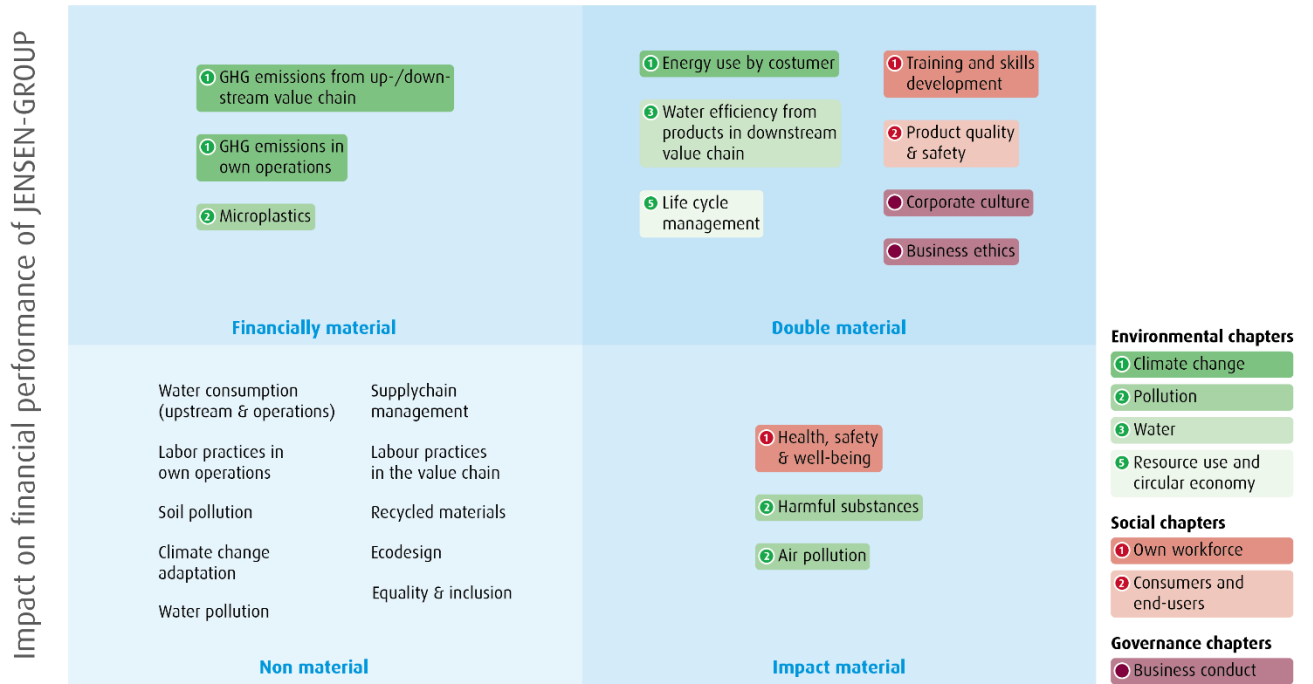 Impact on financial performance of JENSEN-GROUP
1 GHG emissions from up-/down-
stream value chain
1 GHG emissions in
own operations
2 Microplastics
Financially material
1 Energy use by costumer
3 Water efficiency from
products in downstream
value chain
5 Life cycle
management
1 Training and skills
development
2 Product quality
& safety
Corporate culture
Business ethics
Double material
Water consumption
(upstream & operations)
Labor practices in
own operations
Soil pollution
Climate change
adaptation
Water pollution
Supplychain
management
Labour practices
in the value chain
Recycled materials
Ecodesign
Equality & inclusion
Non material
1 Health, safety
& well-being
2 Harmful substances
2 Air pollution
Impact material
Environmental chapters
1 Climate change
2 Pollution
3 Water
5 Resource use and
circular economy
Social chapters
1 Own workforce
2 Consumers and
end-users
Governance chapters
Business conduct